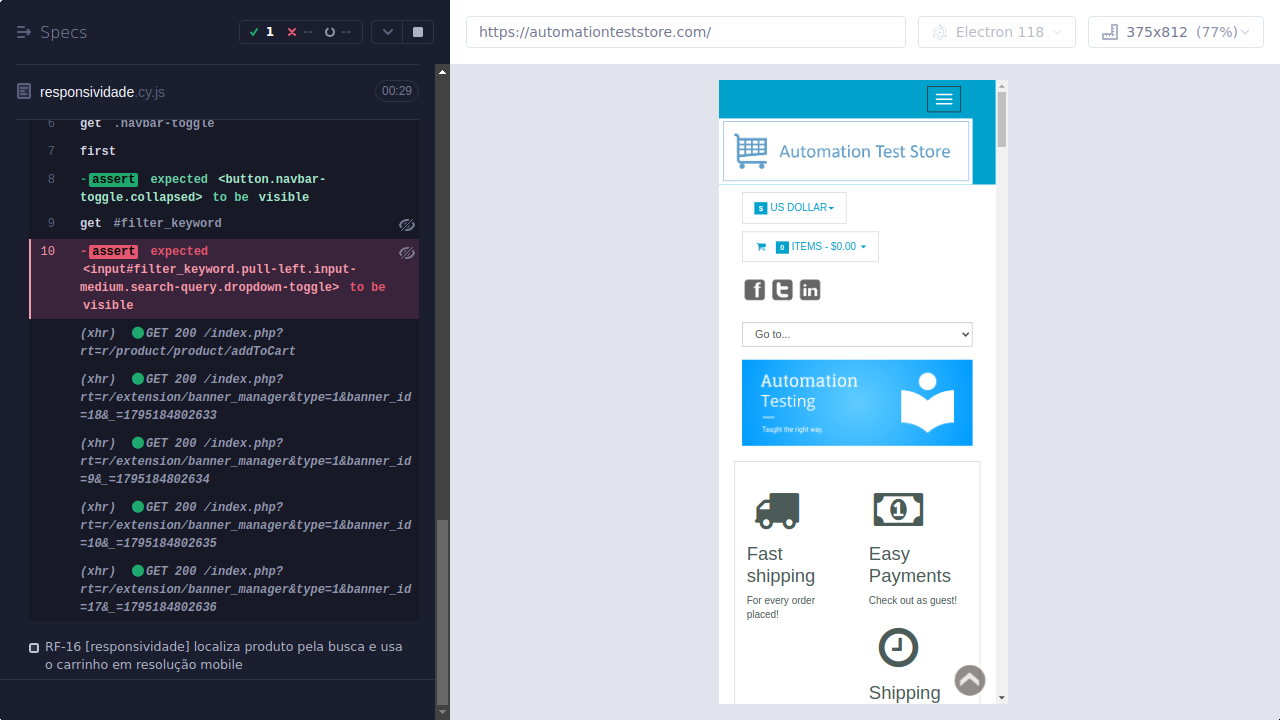 Specs
1
--
--
responsividade.cy.js
00:29
6 get .navbar-toggle
7 first
8 -assert expected <button.navbar-
toggle.collapsed> to be visible
9 get #filter_keyword
10 -assert expected
<input#filter_keyword.pull-left.input-
medium.search-query.dropdown-toggle> to be
visible
(xhr) GET 200 /index.php?
rt=r/product/product/addToCart
(xhr) GET 200 /index.php?
rt=r/extension/banner_manager&type=1&banner_id
=18&_=1795184802633
(xhr) GET 200 /index.php?
rt=r/extension/banner_manager&type=1&banner_id
=9&_=1795184802634
(xhr) GET 200 /index.php?
rt=r/extension/banner_manager&type=1&banner_id
=10&_=1795184802635
(xhr) GET 200 /index.php?
rt=r/extension/banner_manager&type=1&banner_id
=17&_=1795184802636
RF-16 [responsividade] localiza produto pela busca e usa
o carrinho em resolução mobile
https://automationteststore.com/
Electron 118
375x812 (77%)
Automation Test Store
$ US DOLLAR
0 ITEMS - $0.00
Go to...
Automation
Testing
Taught the right way.
Fast
shipping
For every order
placed!
Easy
Payments
Check out as guest!
Shipping